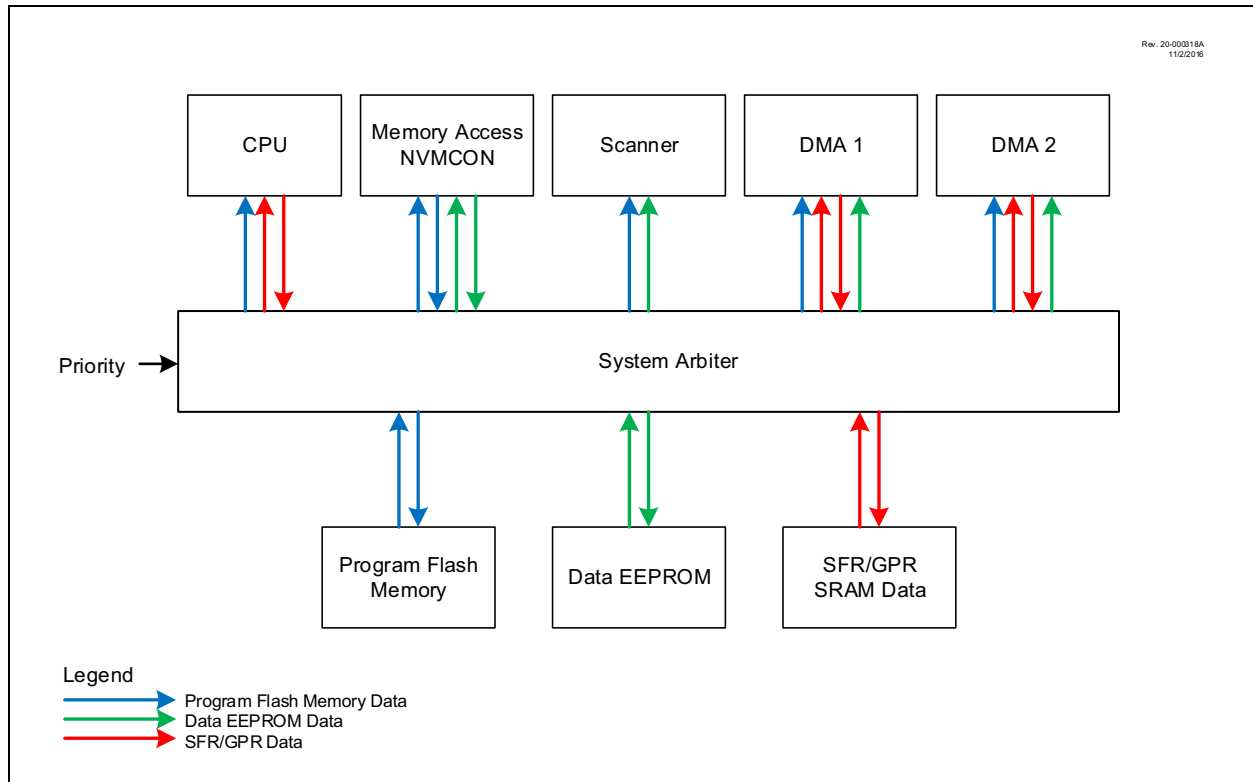 Rev. 20-000318A
11/2/2016
CPU
Memory Access
NVMCON
Scanner
DMA 1
DMA 2
Priority
System Arbiter
Program Flash
Memory
Data EEPROM
SFR/GPR
SRAM Data
Legend
Program Flash Memory Data
Data EEPROM Data
SFR/GPR Data